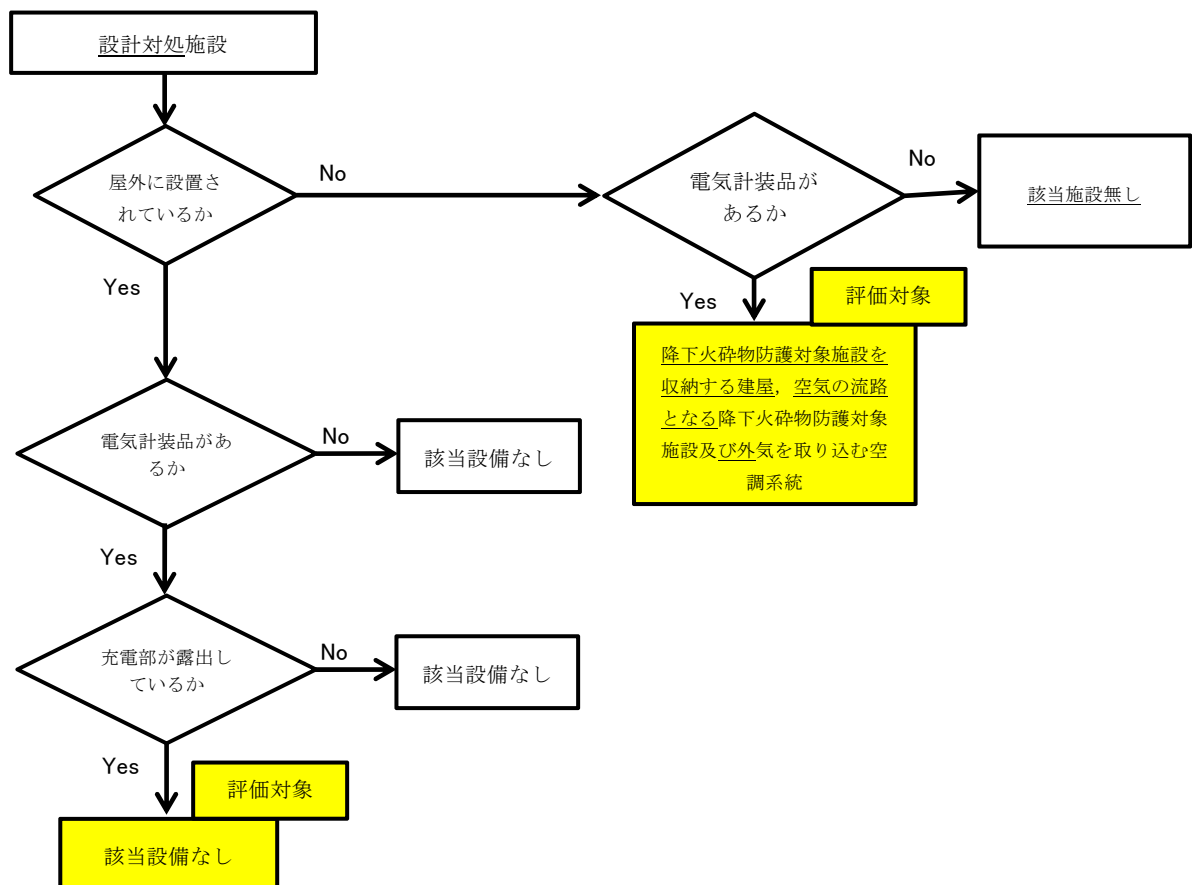 設計対処施設
屋外に設置さ
れているか
No
電気計装品が
あるか
No
該当施設無し
Yes
Yes
評価対象
降下火砕物防護対象施設を
収納する建屋，空気の流路
となる降下火砕物防護対象
施設及び外気を取り込む空
調系統
電気計装品があ
るか
No
該当設備なし
Yes
充電部が露出し
ているか
No
該当設備なし
Yes
評価対象
該当設備なし